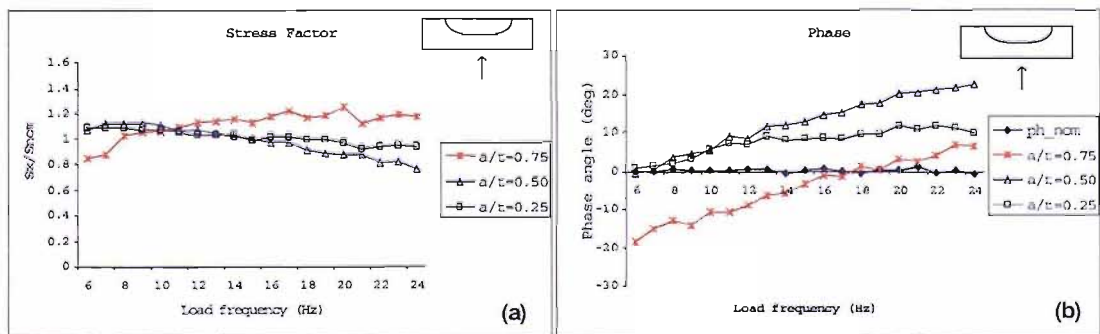 Stress Factor
1.6
1.4
1.2
1
0.8
0.6
0.4
0.2
0
Sx/Snom
6 8 10 12 14 16 18 20 22 24
Load frequency (Hz)
a/t=0.75
a/t=0.50
a/t=0.25
(a)
Phase
30
20
10
0
-10
-20
-30
Phase angle (deg)
6 8 10 12 14 16 18 20 22 24
Load frequency (Hz)
ph_nom
a/t=0.75
a/t=0.50
a/t=0.25
(b)